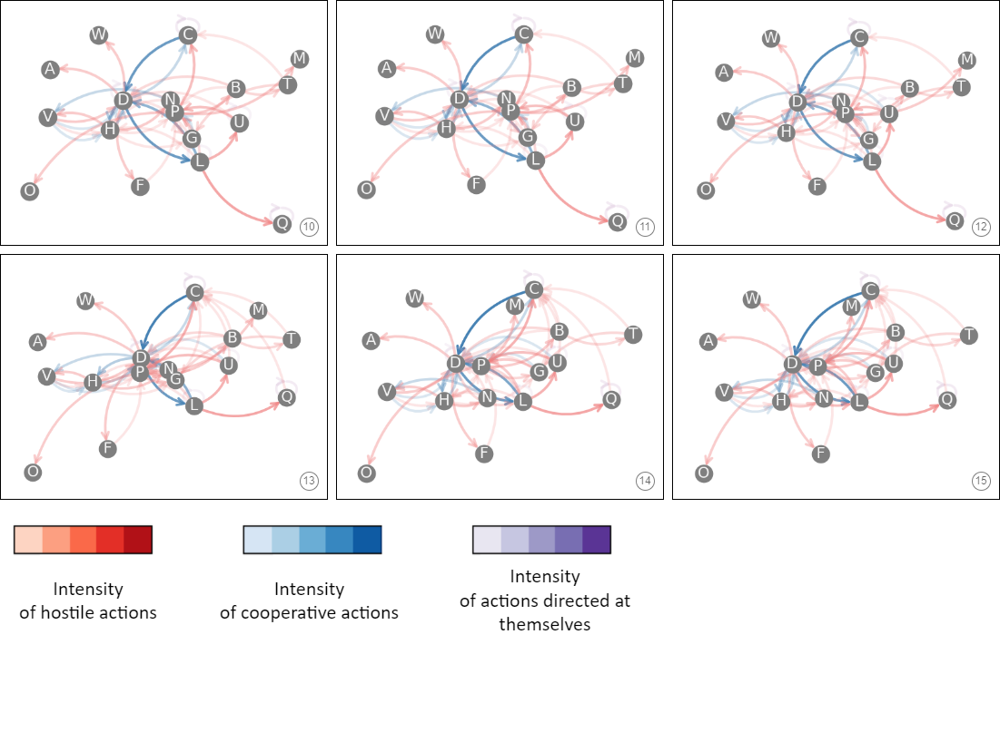 C
W
M
A
T
B
D
N
P
V
U
H
G
L
F
O
Q
10
C
W
M
A
T
B
D
N
P
V
U
H
G
L
F
O
Q
11
C
W
M
A
B
T
D
N
P
U
V
H
G
L
F
O
Q
12
C
W
M
B
T
A
D
U
N
P
V
G
H
Q
L
F
O
13
C
W
M
B
T
A
D
P
U
G
V
N
H
L
Q
F
O
14
C
W
M
B
T
A
D
P
U
G
V
N
H
L
Q
F
O
15
Intensity
of hostile actions
Intensity
of cooperative actions
Intensity
of actions directed at
themselves